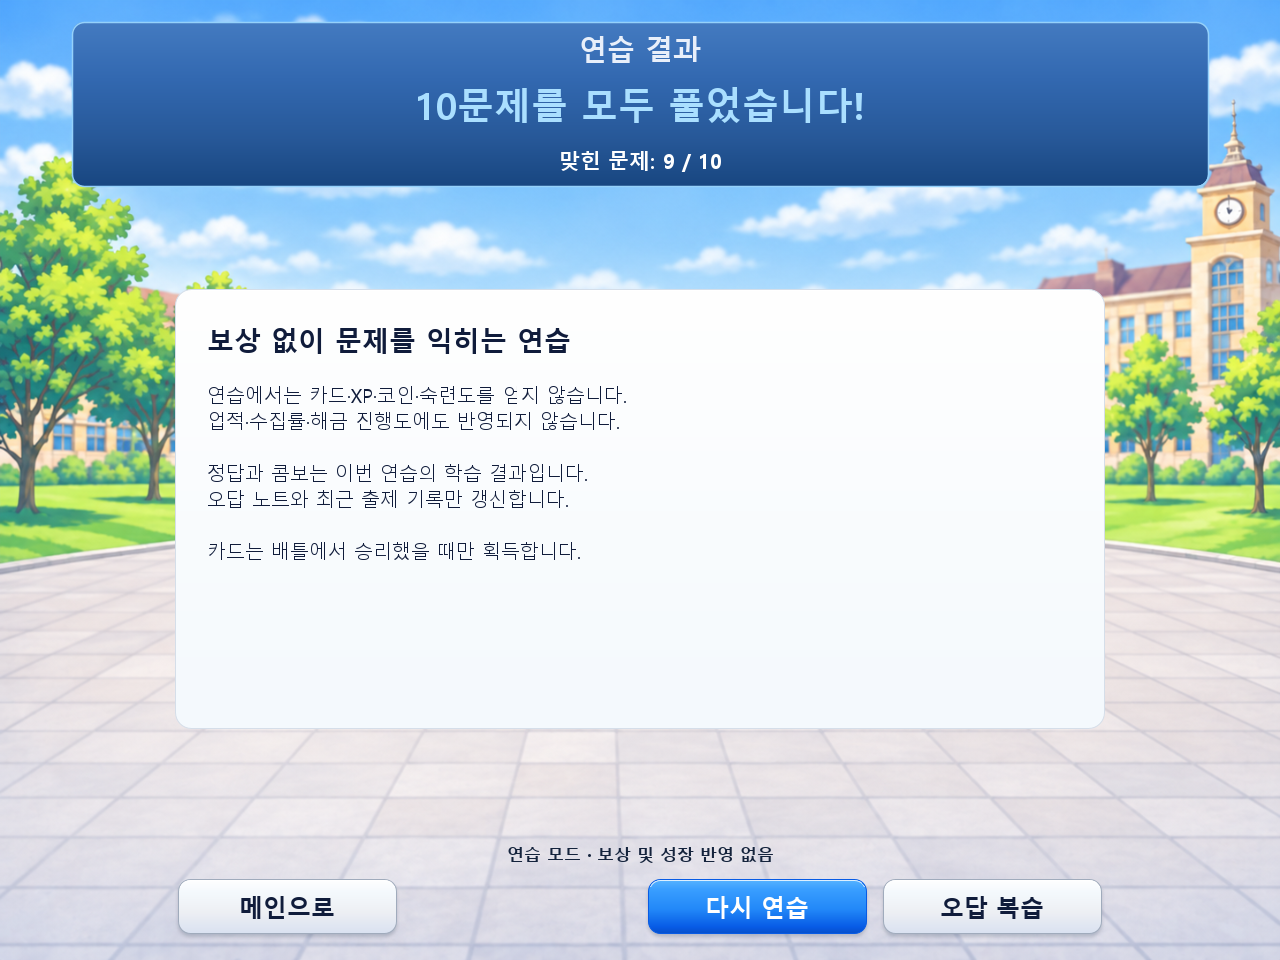 연습 결과
10문제를 모두 풀었습니다!
맞힌 문제: 9 / 10
보상 없이 문제를 익히는 연습
연습에서는 카드·XP·코인·숙련도를 얻지 않습니다.
업적·수집률·해금 진행도에도 반영되지 않습니다.
정답과 콤보는 이번 연습의 학습 결과입니다.
오답 노트와 최근 출제 기록만 갱신합니다.
카드는 배틀에서 승리했을 때만 획득합니다.
연습 모드 · 보상 및 성장 반영 없음
메인으로
다시 연습
오답 복습